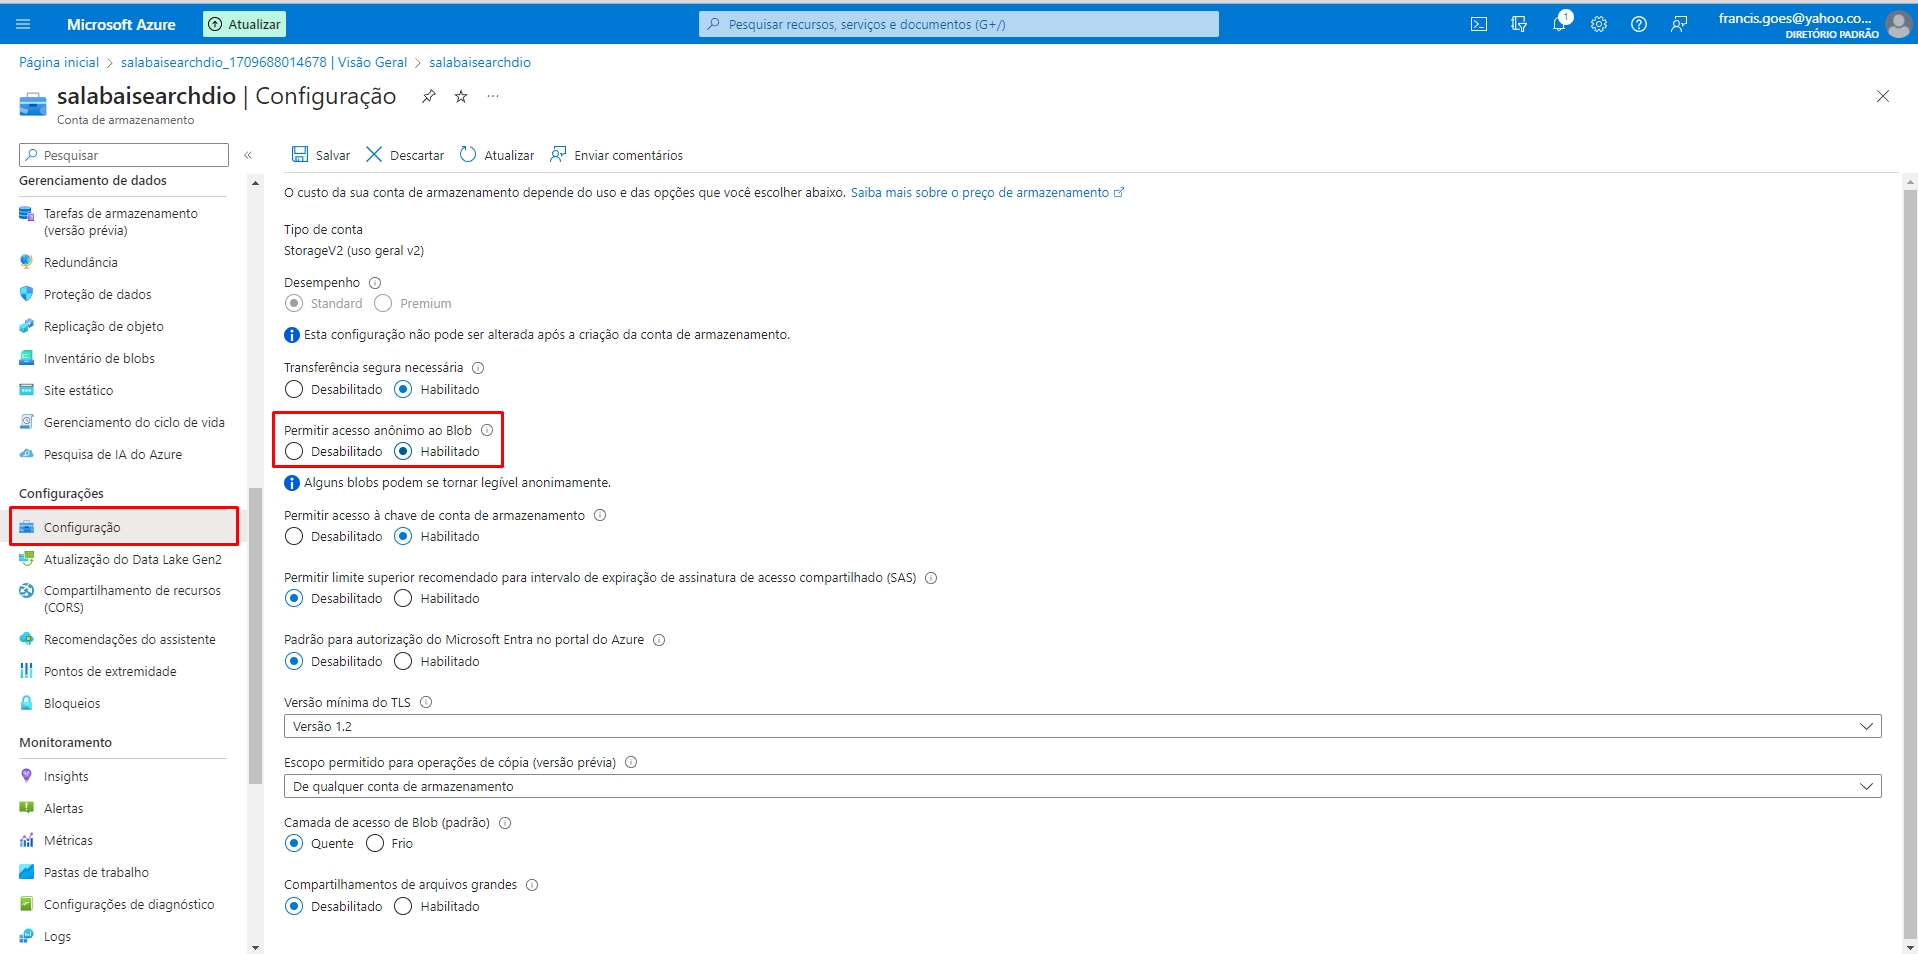 Microsoft Azure
Atualizar
Pesquisar recursos, serviços e documentos (G+/)
1
francis.goes@yahoo.co...
DIRETÓRIO PADRÃO
Página inicial > salabaisearchdio_1709688014678 | Visão Geral > salabaisearchdio
salabaisearchdio | Configuração
Conta de armazenamento
Pesquisar
Gerenciamento de dados
Tarefas de armazenamento
(versão prévia)
Redundância
Proteção de dados
Replicação de objeto
Inventário de blobs
Site estático
Gerenciamento do ciclo de vida
Pesquisa de IA do Azure
Configurações
Configuração
Atualização do Data Lake Gen2
Compartilhamento de recursos
(CORS)
Recomendações do assistente
Pontos de extremidade
Bloqueios
Monitoramento
Insights
Alertas
Métricas
Pastas de trabalho
Configurações de diagnóstico
Logs
Salvar Descartar Atualizar Enviar comentários
O custo da sua conta de armazenamento depende do uso e das opções que você escolher abaixo. Saiba mais sobre o preço de armazenamento
Tipo de conta
StorageV2 (uso geral v2)
Desempenho
Standard Premium
Esta configuração não pode ser alterada após a criação da conta de armazenamento.
Transferência segura necessária
Desabilitado Habilitado
Permitir acesso anônimo ao Blob
Desabilitado Habilitado
Alguns blobs podem se tornar legível anonimamente.
Permitir acesso à chave de conta de armazenamento
Desabilitado Habilitado
Permitir limite superior recomendado para intervalo de expiração de assinatura de acesso compartilhado (SAS)
Desabilitado Habilitado
Padrão para autorização do Microsoft Entra no portal do Azure
Desabilitado Habilitado
Versão mínima do TLS
Versão 1.2
Escopo permitido para operações de cópia (versão prévia)
De qualquer conta de armazenamento
Camada de acesso de Blob (padrão)
Quente Frio
Compartilhamentos de arquivos grandes
Desabilitado Habilitado